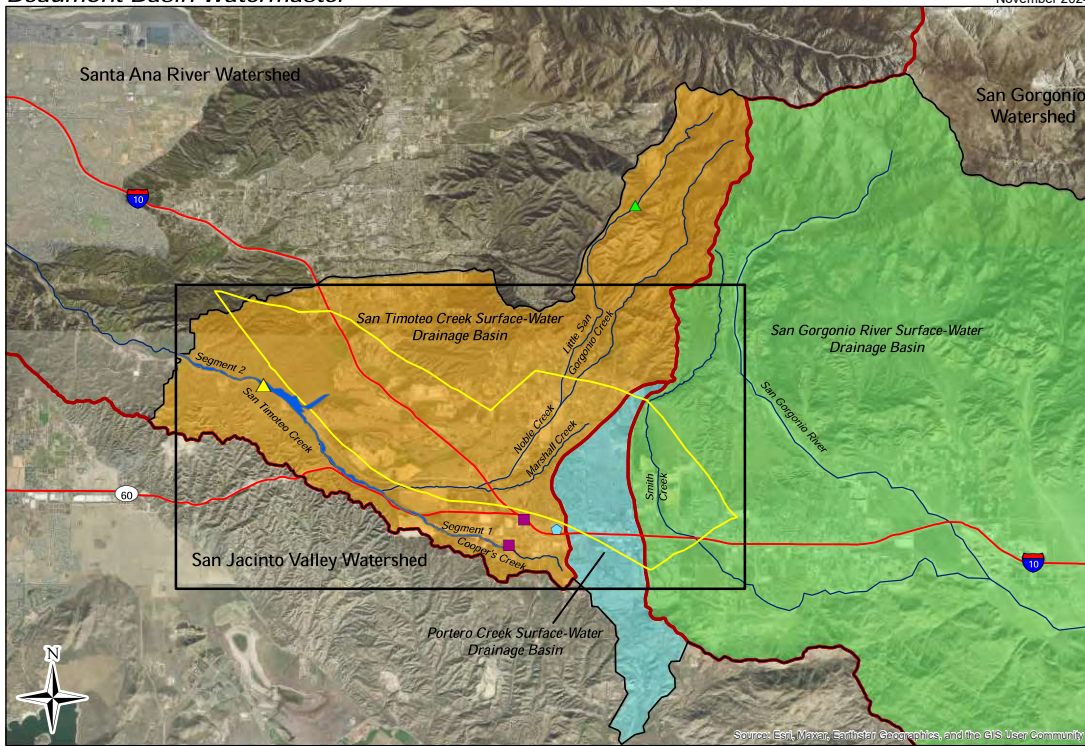 Beaumont Basin Watermaster
Santa Ana River Watershed
San Gorgonio
Watershed
10
San Timoteo Creek Surface-Water
Drainage Basin
San Gorgonio River Surface-Water
Drainage Basin
Little San
Gorgonio Creek
Segment 2
San Timoteo Creek
San Gorgonio River
Noble Creek
Marshall Creek
Smith
Creek
60
Segment 1
Cooper's Creek
San Jacinto Valley Watershed
10
Portero Creek Surface-Water
Drainage Basin
N
Source: Esri, Maxar, Earthstar Geographics, and the GIS User Community